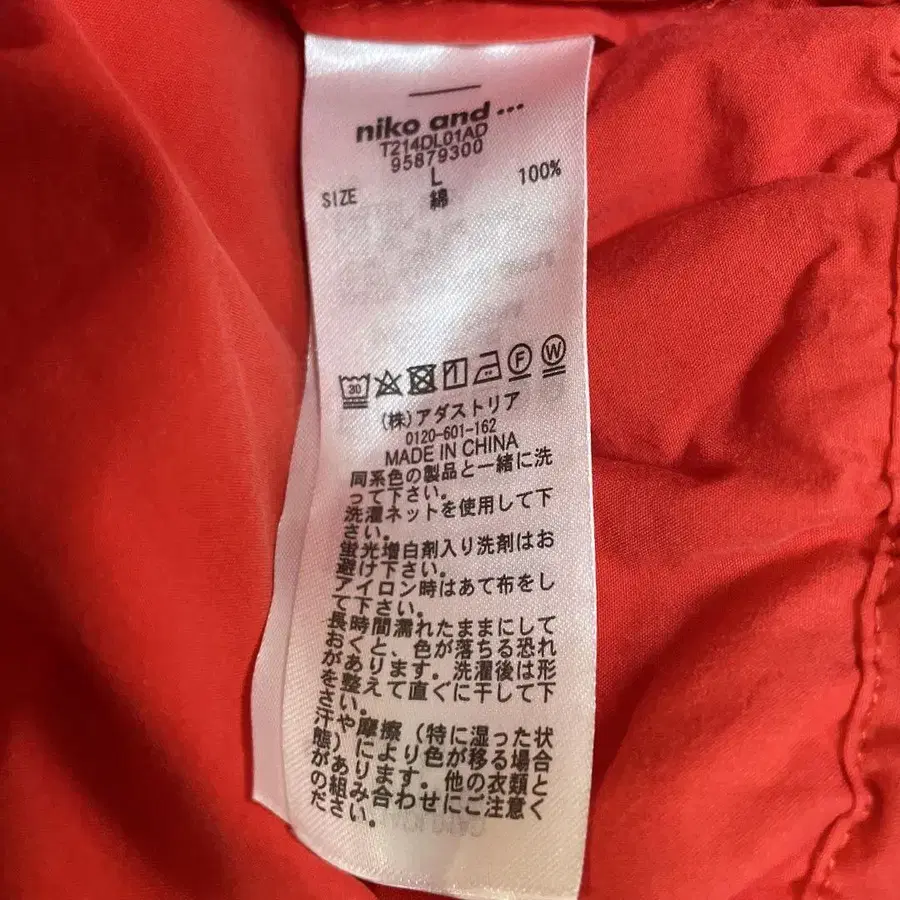 niko and ...
T214DL01AD
95879300
SIZE L
綿 100%
30 F W
(株)アダストリア
0120-601-162
MADE IN CHINA
同系色の製品と一緒に洗
って下さい。
洗濯ネットを使用して下
さい。
蛍光増白剤入り洗剤はお
避け下さい。
アイロン時はあて布をし
て下さい。
長時間濡れたままにして
おくと、色が落ちる恐れ
があります。洗濯後は形
を整えて直ぐに干して下
さい。
汗や摩擦（特に湿った状
態）により色が移る場合
があります。他の衣類と
の組み合わせにご注意く
ださい。